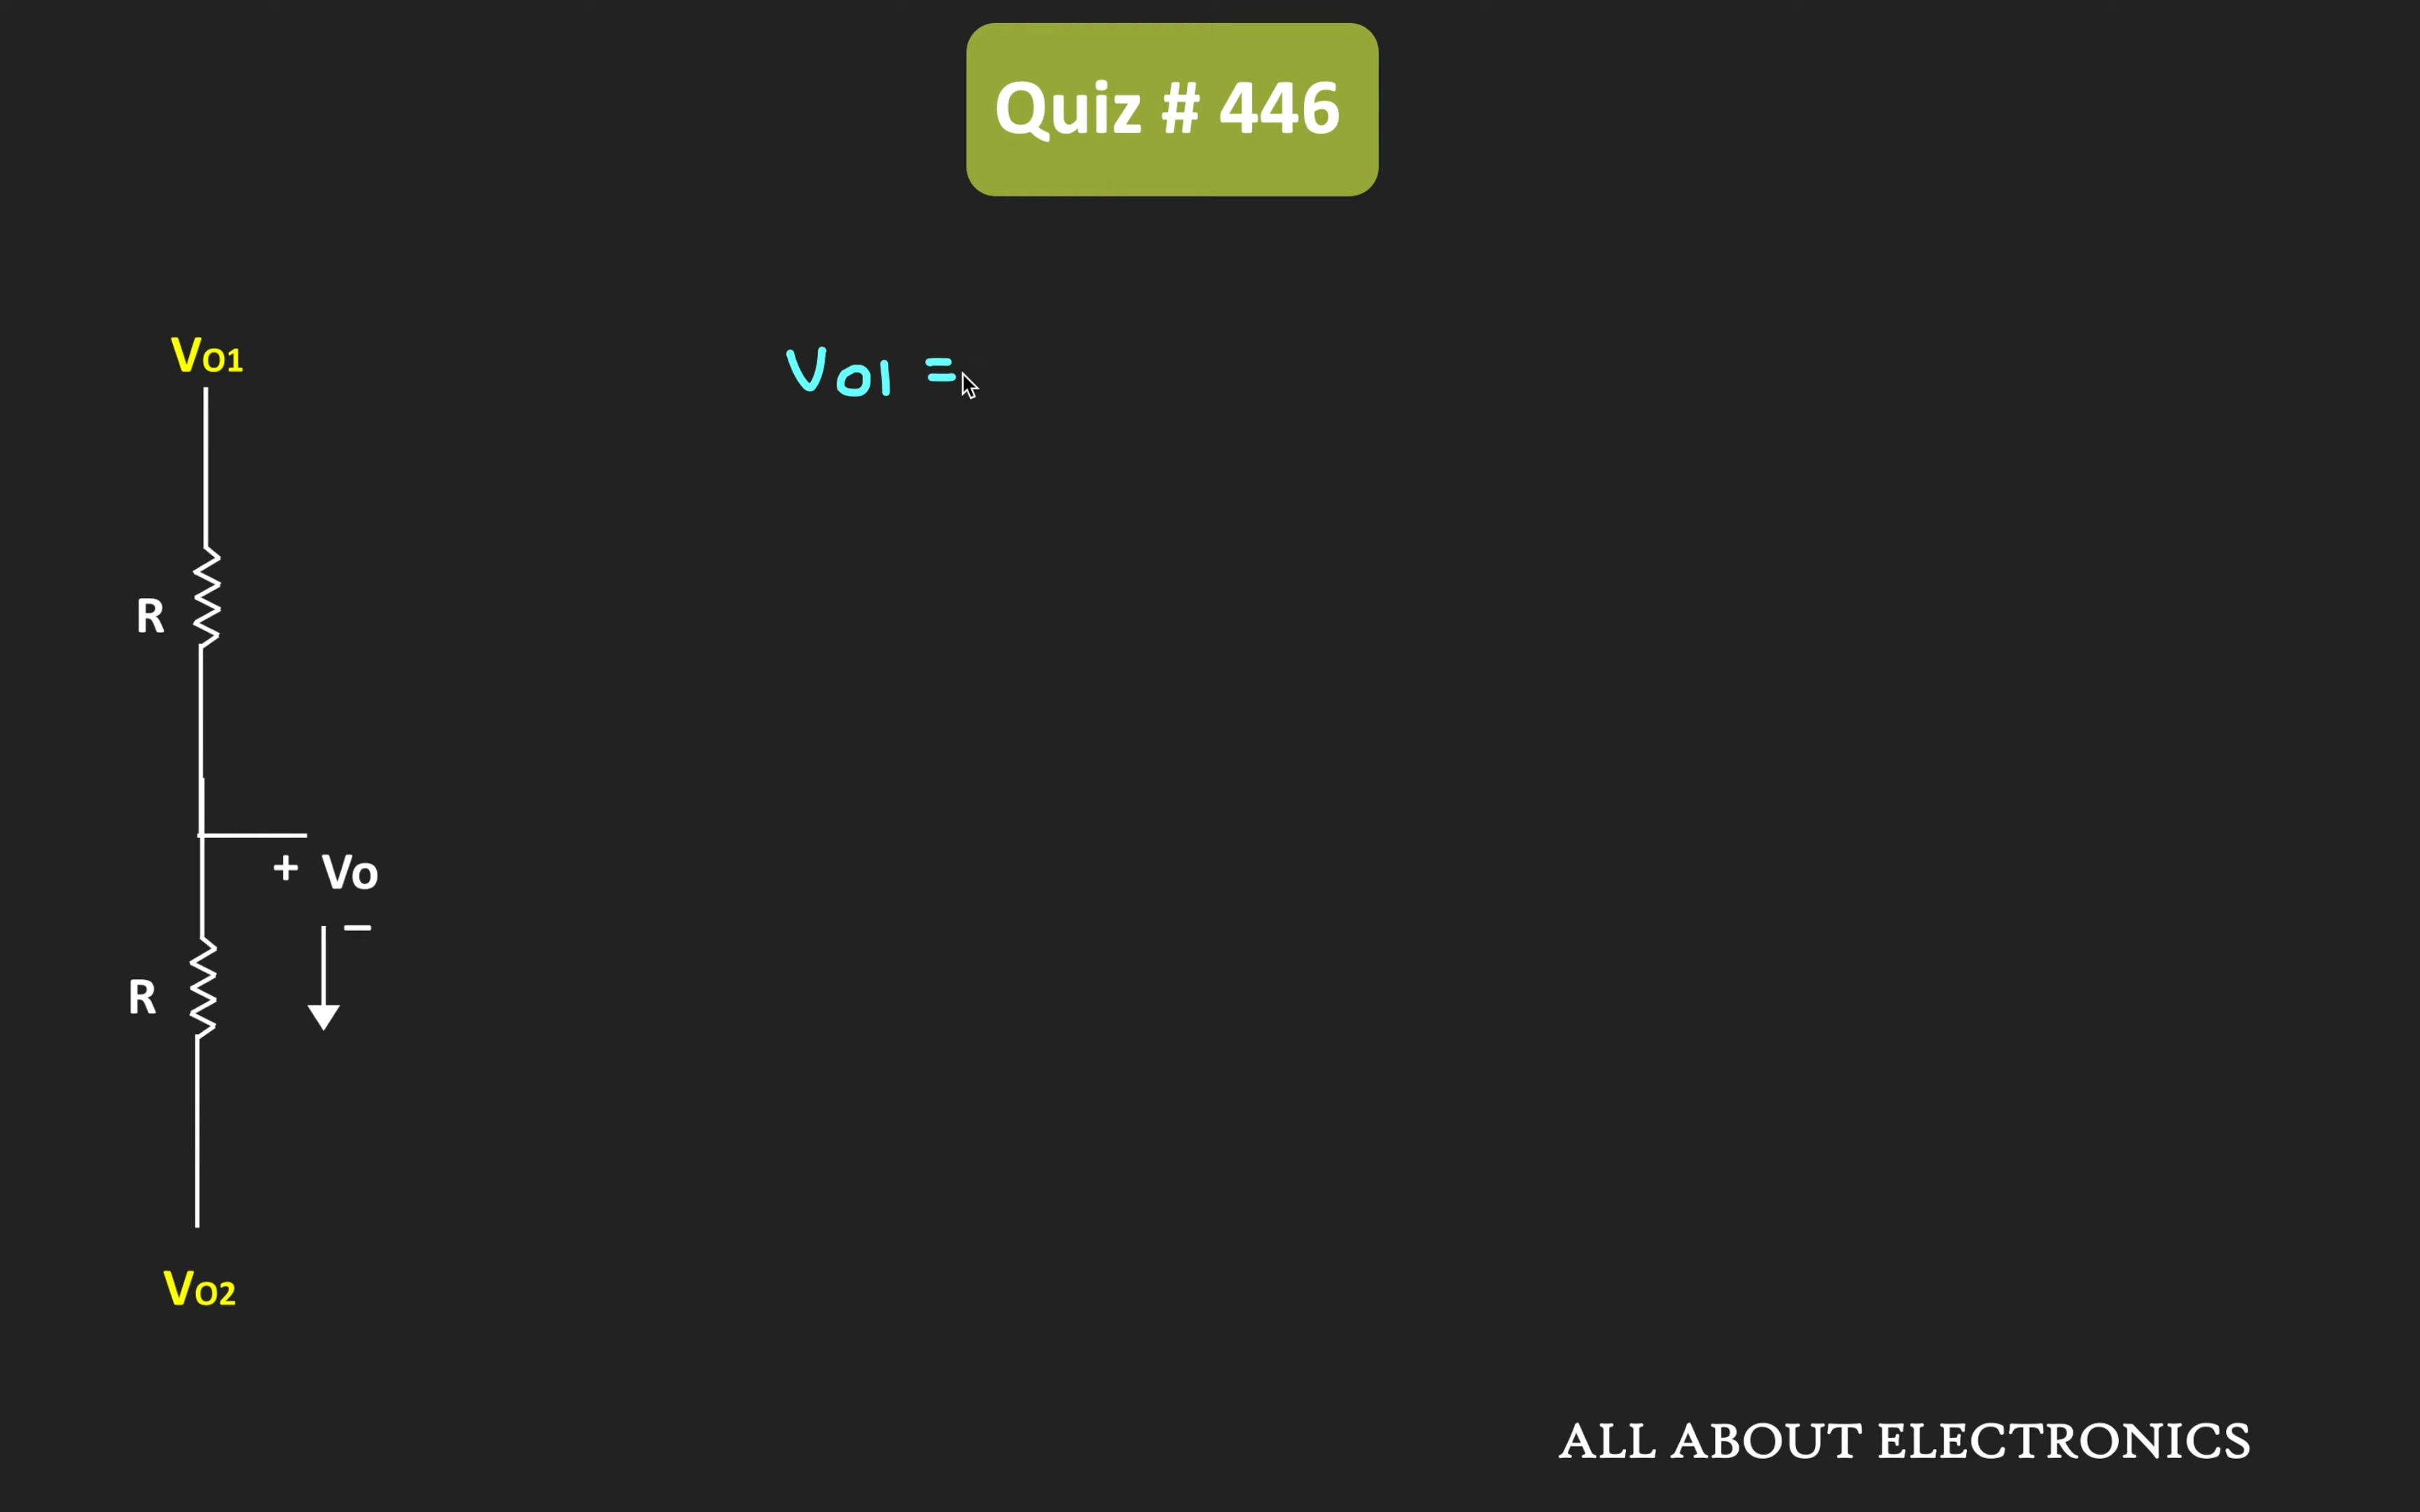 Quiz # 446
VO1
Vo1 =
R
+ Vo
−
R
VO2
ALL ABOUT ELECTRONICS